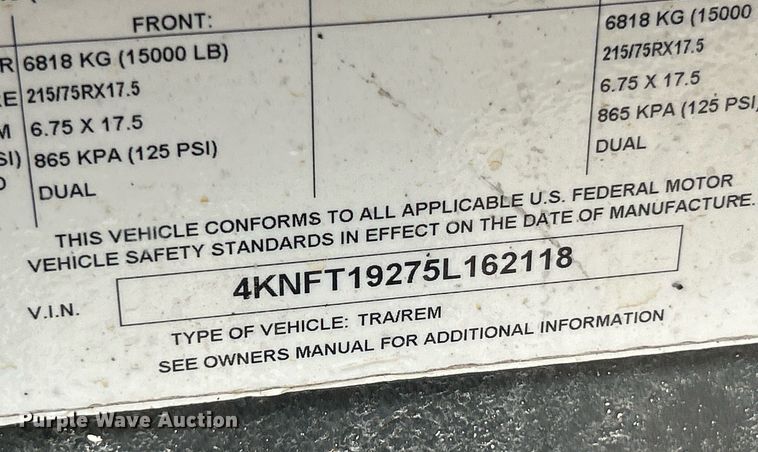 FRONT:
R 6818 KG (15000 LB) 6818 KG (15000
RE 215/75RX17.5 215/75RX17.5
M 6.75 X 17.5 6.75 X 17.5
SI) 865 KPA (125 PSI) 865 KPA (125 PSI)
DUAL DUAL
THIS VEHICLE CONFORMS TO ALL APPLICABLE U.S. FEDERAL MOTOR
VEHICLE SAFETY STANDARDS IN EFFECT ON THE DATE OF MANUFACTURE.
V.I.N. 4KNFT19275L162118
TYPE OF VEHICLE: TRA/REM
SEE OWNERS MANUAL FOR ADDITIONAL INFORMATION
Purple Wave Auction